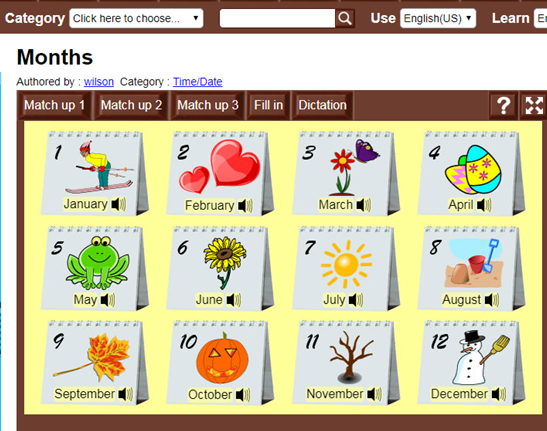 Category Click here to choose... Use English(US) Learn En
Months
Authored by : wilson Category : Time/Date
Match up 1 Match up 2 Match up 3 Fill in Dictation ?
1 2 3 4
January February March April
5 6 7 8
May June July August
9 10 11 12
September October November December